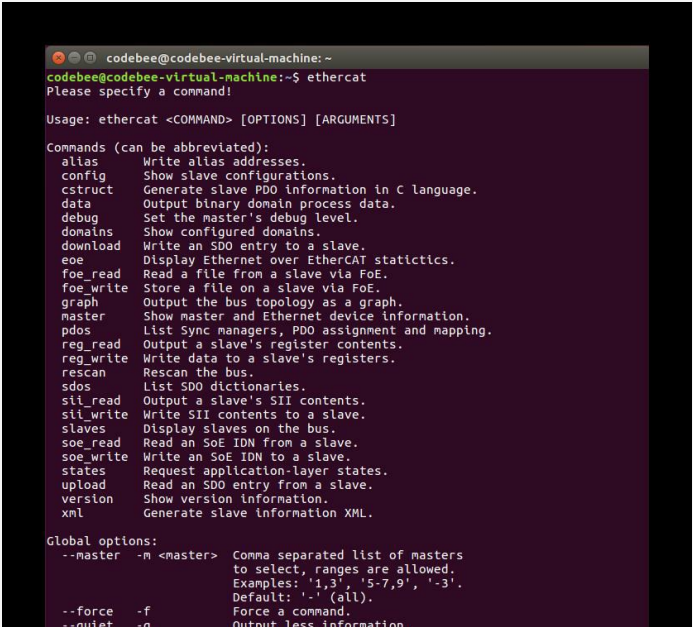 codebee@codebee-virtual-machine: ~
codebee@codebee-virtual-machine:~$ ethercat
Please specify a command!
Usage: ethercat <COMMAND> [OPTIONS] [ARGUMENTS]
Commands (can be abbreviated):
alias Write alias addresses.
config Show slave configurations.
cstruct Generate slave PDO information in C language.
data Output binary domain process data.
debug Set the master's debug level.
domains Show configured domains.
download Write an SDO entry to a slave.
eoe Display Ethernet over EtherCAT statictics.
foe_read Read a file from a slave via FoE.
foe_write Store a file on a slave via FoE.
graph Output the bus topology as a graph.
master Show master and Ethernet device information.
pdos List Sync managers, PDO assignment and mapping.
reg_read Output a slave's register contents.
reg_write Write data to a slave's registers.
rescan Rescan the bus.
sdos List SDO dictionaries.
sii_read Output a slave's SII contents.
sii_write Write SII contents to a slave.
slaves Display slaves on the bus.
soe_read Read an SoE IDN from a slave.
soe_write Write an SoE IDN to a slave.
states Request application-layer states.
upload Read an SDO entry from a slave.
version Show version information.
xml Generate slave information XML.
Global options:
--master -m <master> Comma separated list of masters
to select, ranges are allowed.
Examples: '1,3', '5-7,9', '-3'.
Default: '-' (all).
--force -f Force a command.
--quiet -q Output less information.